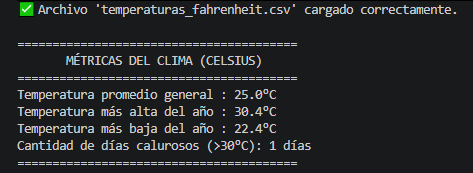 ✅ Archivo 'temperaturas_fahrenheit.csv' cargado correctamente.
========================================
MÉTRICAS DEL CLIMA (CELSIUS)
========================================
Temperatura promedio general : 25.0°C
Temperatura más alta del año : 30.4°C
Temperatura más baja del año : 22.4°C
Cantidad de días calurosos (>30°C): 1 días
========================================